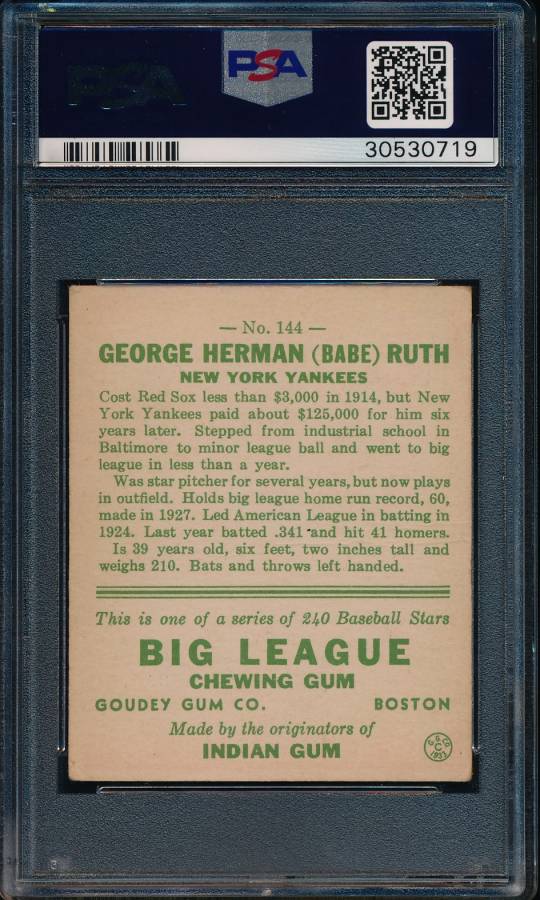 PSA
PSA
30530719
— No. 144 —
GEORGE HERMAN (BABE) RUTH
NEW YORK YANKEES
Cost Red Sox less than $3,000 in 1914, but New
York Yankees paid about $125,000 for him six
years later. Stepped from industrial school in
Baltimore to minor league ball and went to big
league in less than a year.
Was star pitcher for several years, but now plays
in outfield. Holds big league home run record, 60,
made in 1927. Led American League in batting in
1924. Last year batted .341 and hit 41 homers.
Is 39 years old, six feet, two inches tall and
weighs 210. Bats and throws left handed.
This is one of a series of 240 Baseball Stars
BIG LEAGUE
CHEWING GUM
GOUDEY GUM CO. BOSTON
Made by the originators of
INDIAN GUM
G.G.CO.
C
1933